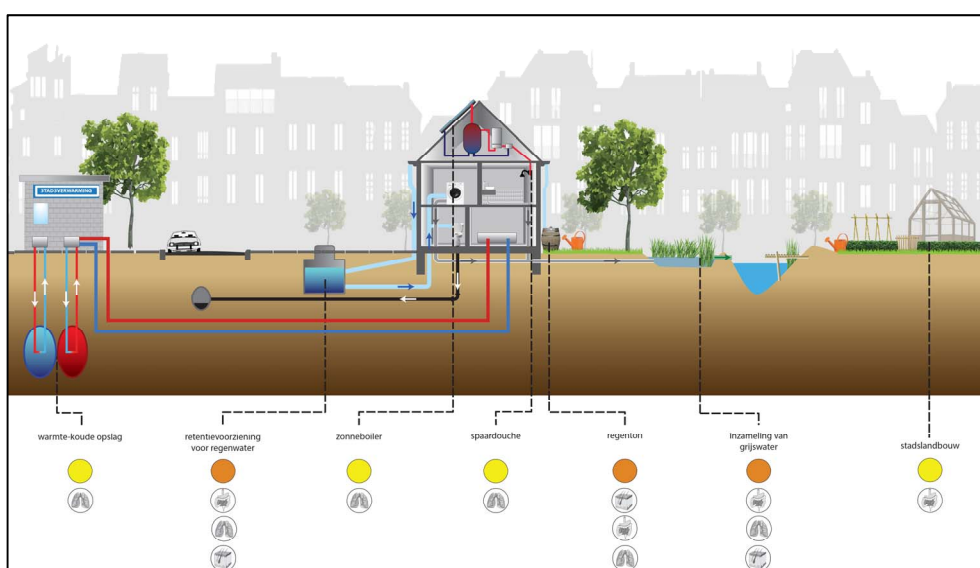 STADSVERWARMING
warmte-koude opslag
retentievoorziening
voor regenwater
zonneboiler
spaardouche
regenton
inzameling van
grijswater
stadslandbouw